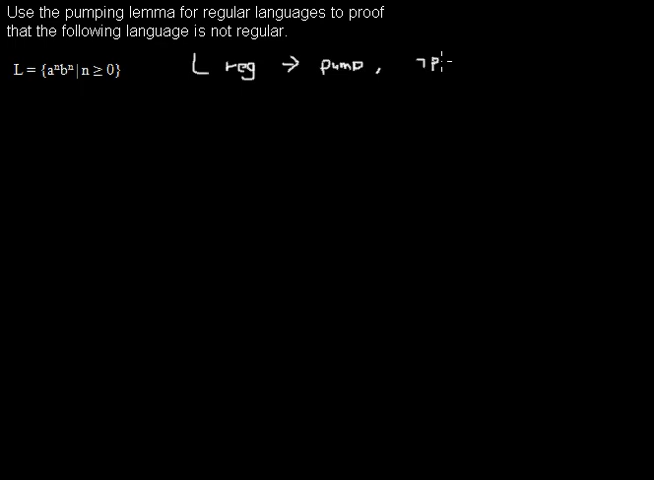 Use the pumping lemma for regular languages to proof
that the following language is not regular.
L = {aⁿbⁿ | n ≥ 0} L reg → pump, ¬p